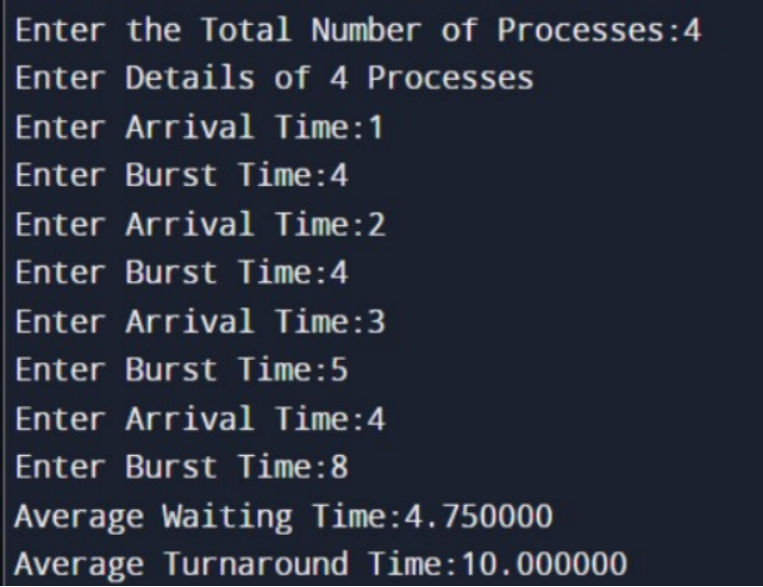 Enter the Total Number of Processes:4
Enter Details of 4 Processes
Enter Arrival Time:1
Enter Burst Time:4
Enter Arrival Time:2
Enter Burst Time:4
Enter Arrival Time:3
Enter Burst Time:5
Enter Arrival Time:4
Enter Burst Time:8
Average Waiting Time:4.750000
Average Turnaround Time:10.000000